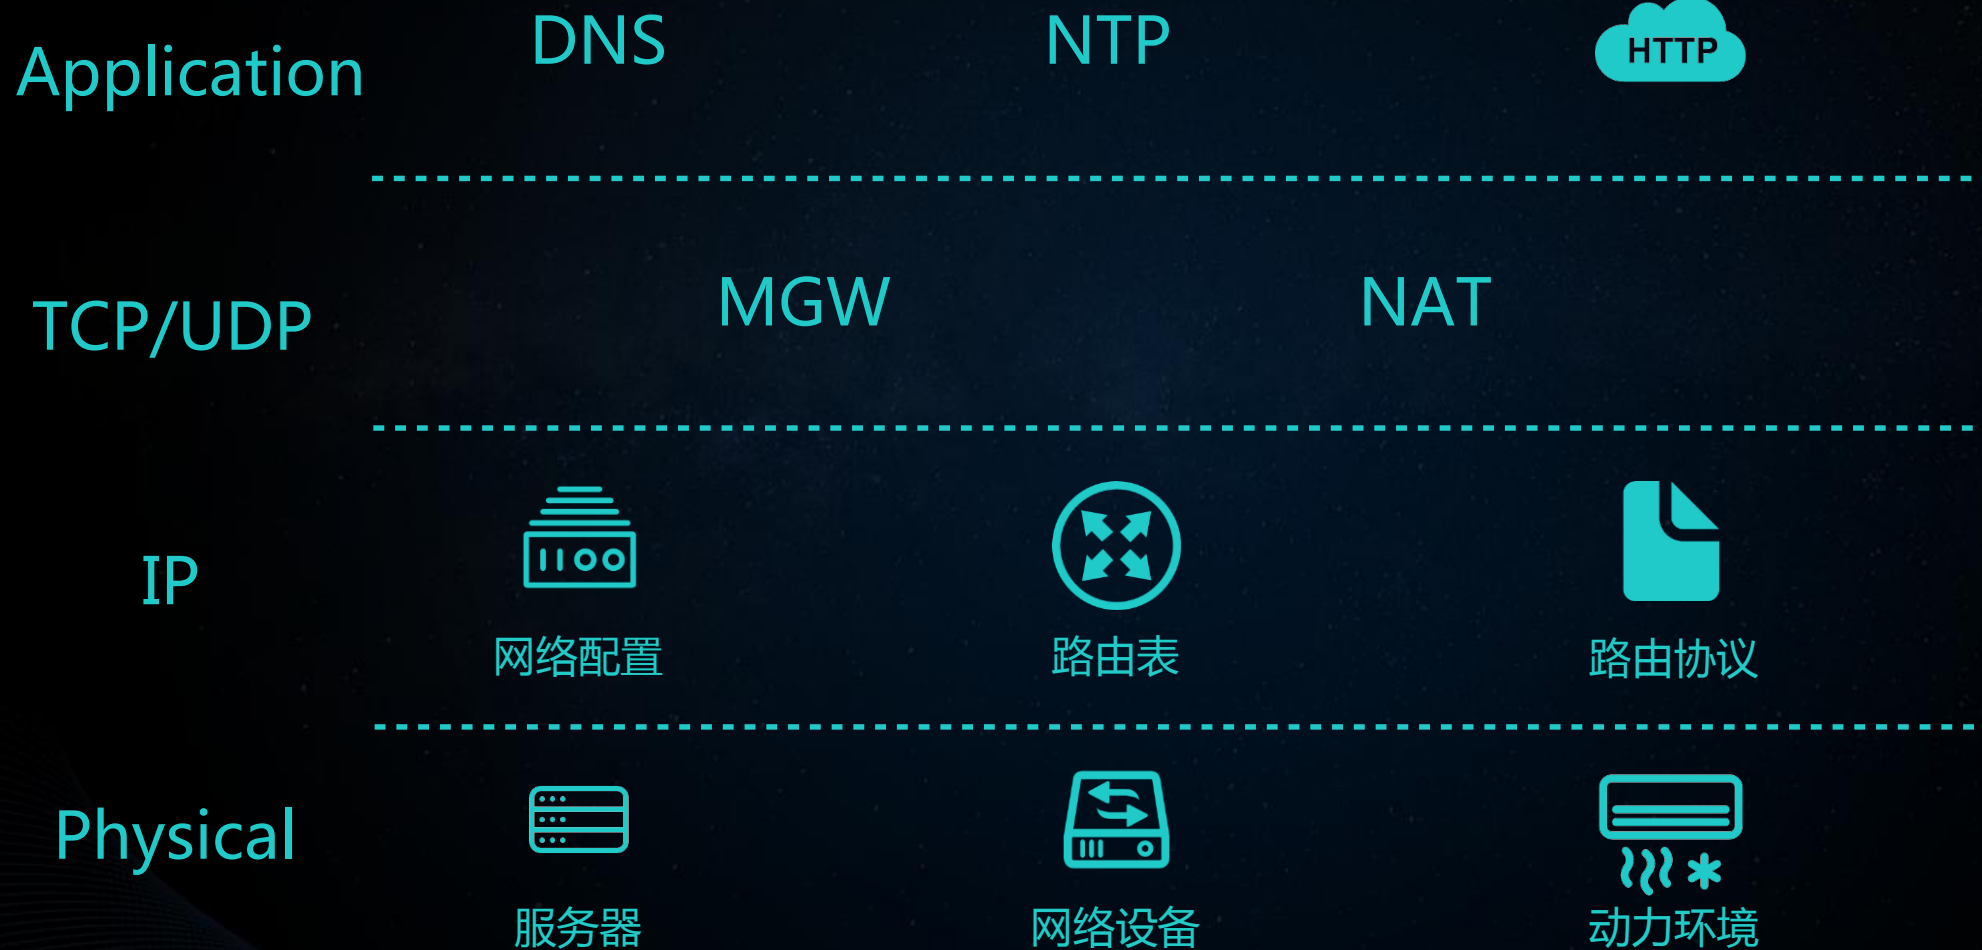 Application
DNS
NTP
HTTP
TCP/UDP
MGW
NAT
IP
网络配置
路由表
路由协议
Physical
服务器
网络设备
动力环境